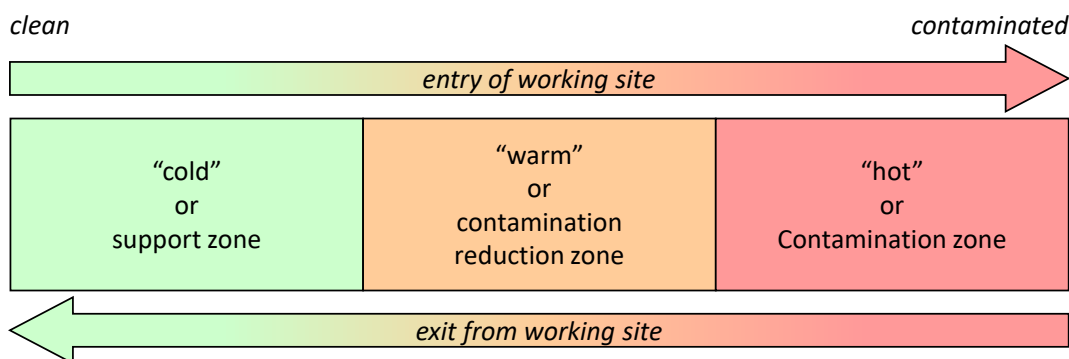 clean
contaminated
entry of working site
“cold”
or
support zone
“warm”
or
contamination
reduction zone
“hot”
or
Contamination zone
exit from working site